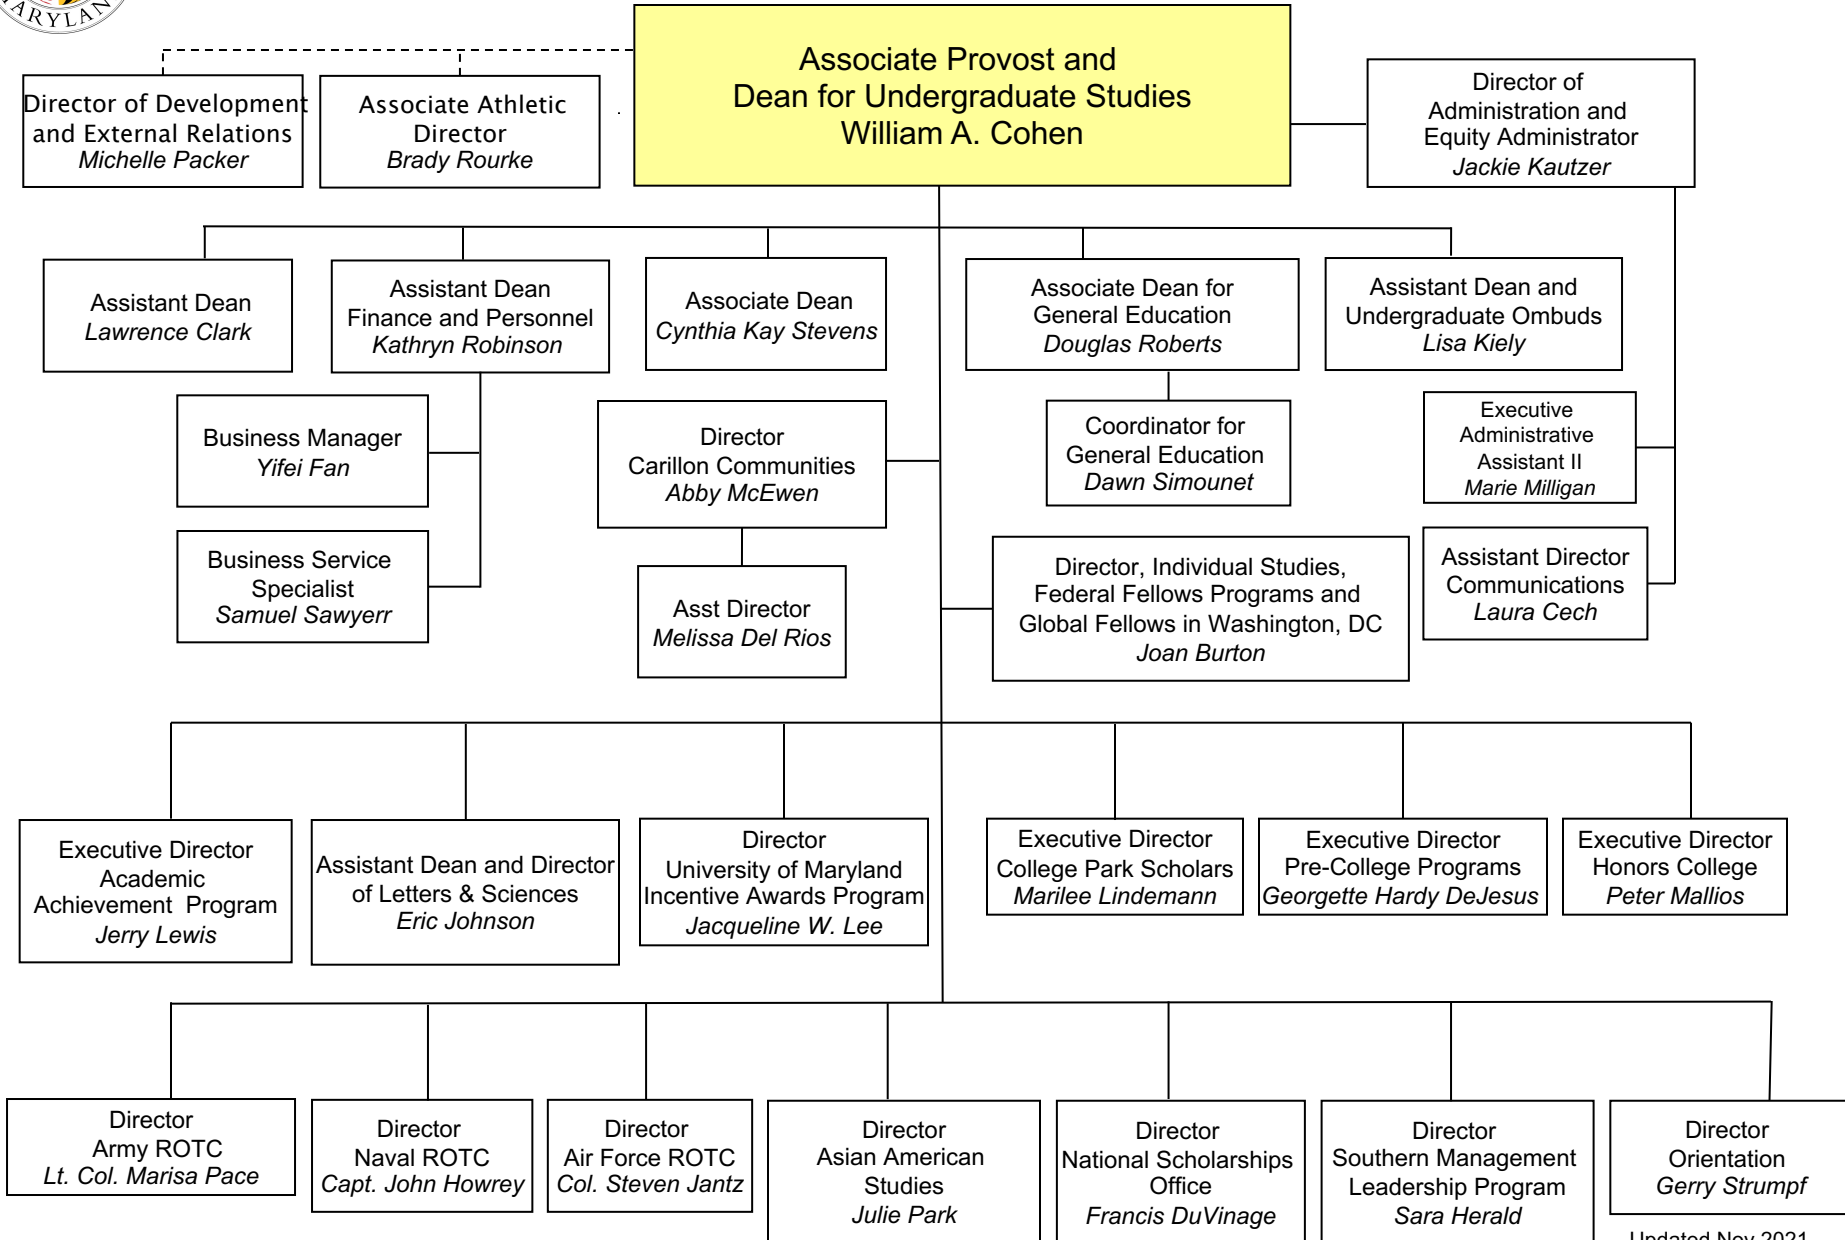 MARYLAND
Associate Provost and
Dean for Undergraduate Studies
William A. Cohen
Director of Development
and External Relations
Michelle Packer
Associate Athletic
Director
Brady Rourke
Director of
Administration and
Equity Administrator
Jackie Kautzer
Assistant Dean
Lawrence Clark
Assistant Dean
Finance and Personnel
Kathryn Robinson
Associate Dean
Cynthia Kay Stevens
Associate Dean for
General Education
Douglas Roberts
Assistant Dean and
Undergraduate Ombuds
Lisa Kiely
Business Manager
Yifei Fan
Director
Carillon Communities
Abby McEwen
Coordinator for
General Education
Dawn Simounet
Executive
Administrative
Assistant II
Marie Milligan
Business Service
Specialist
Samuel Sawyerr
Asst Director
Melissa Del Rios
Director, Individual Studies,
Federal Fellows Programs and
Global Fellows in Washington, DC
Joan Burton
Assistant Director
Communications
Laura Cech
Executive Director
Academic
Achievement  Program
Jerry Lewis
Assistant Dean and Director
of Letters & Sciences
Eric Johnson
Director
University of Maryland
Incentive Awards Program
Jacqueline W. Lee
Executive Director
College Park Scholars
Marilee Lindemann
Executive Director
Pre-College Programs
Georgette Hardy DeJesus
Executive Director
Honors College
Peter Mallios
Director
Army ROTC
Lt. Col. Marisa Pace
Director
Naval ROTC
Capt. John Howrey
Director
Air Force ROTC
Col. Steven Jantz
Director
Asian American
Studies
Julie Park
Director
National Scholarships
Office
Francis DuVinage
Director
Southern Management
Leadership Program
Sara Herald
Director
Orientation
Gerry Strumpf
Updated Nov 2021